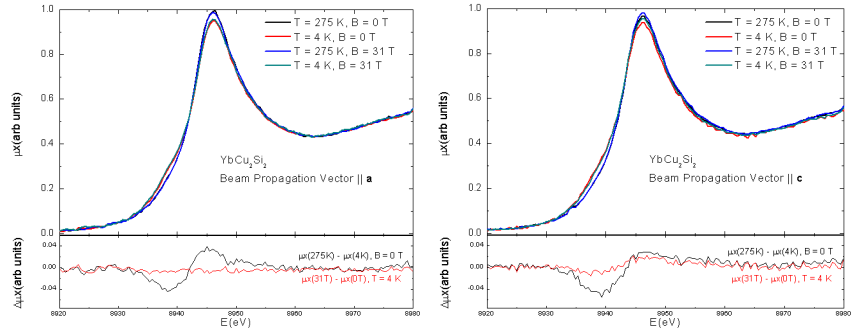 T = 275 K, B = 0 T
T = 4 K, B = 0 T
T = 275 K, B = 31 T
T = 4 K, B = 31 T
YbCu2Si2
Beam Propagation Vector || a
μx(arb units)
1.0
0.8
0.6
0.4
0.2
0.0
μx(275K) - μx(4K), B = 0 T
μx(31T) - μx(0T), T = 4 K
Δμx(arb units)
0.04
0.00
-0.04
8920 8930 8940 8950 8960 8970 8980
E(eV)
T = 275 K, B = 0 T
T = 4 K, B = 0 T
T = 275 K, B = 31 T
T = 4 K, B = 31 T
YbCu2Si2
Beam Propagation Vector || c
μx(arb units)
1.0
0.8
0.6
0.4
0.2
0.0
μx(275K) - μx(4K), B = 0 T
μx(31T) - μx(0T), T = 4 K
Δμx(arb units)
0.04
0.00
-0.04
8920 8930 8940 8950 8960 8970 8980
E(eV)